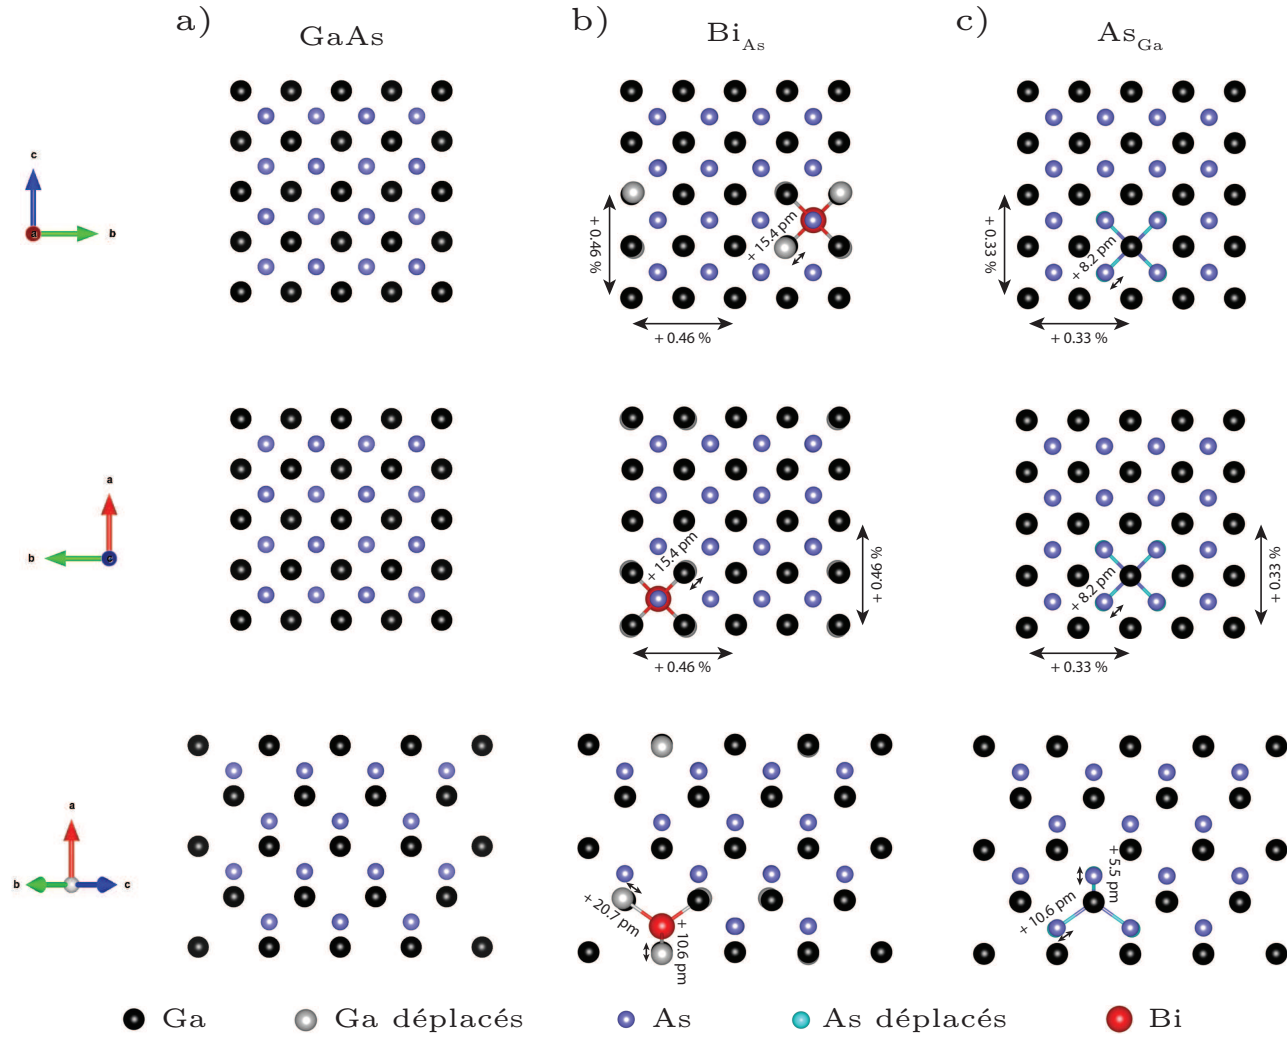 a)
GaAs
b)
Bi_As
c)
As_Ga
c
a
b
+ 0.46 %
+ 15.4 pm
+ 0.46 %
+ 0.33 %
+ 8.2 pm
+ 0.33 %
a
b
c
+ 15.4 pm
+ 0.46 %
+ 0.46 %
+ 8.2 pm
+ 0.33 %
+ 0.33 %
a
b
c
+ 20.7 pm
+ 10.6 pm
+ 5.5 pm
+ 10.6 pm
Ga
Ga déplacés
As
As déplacés
Bi